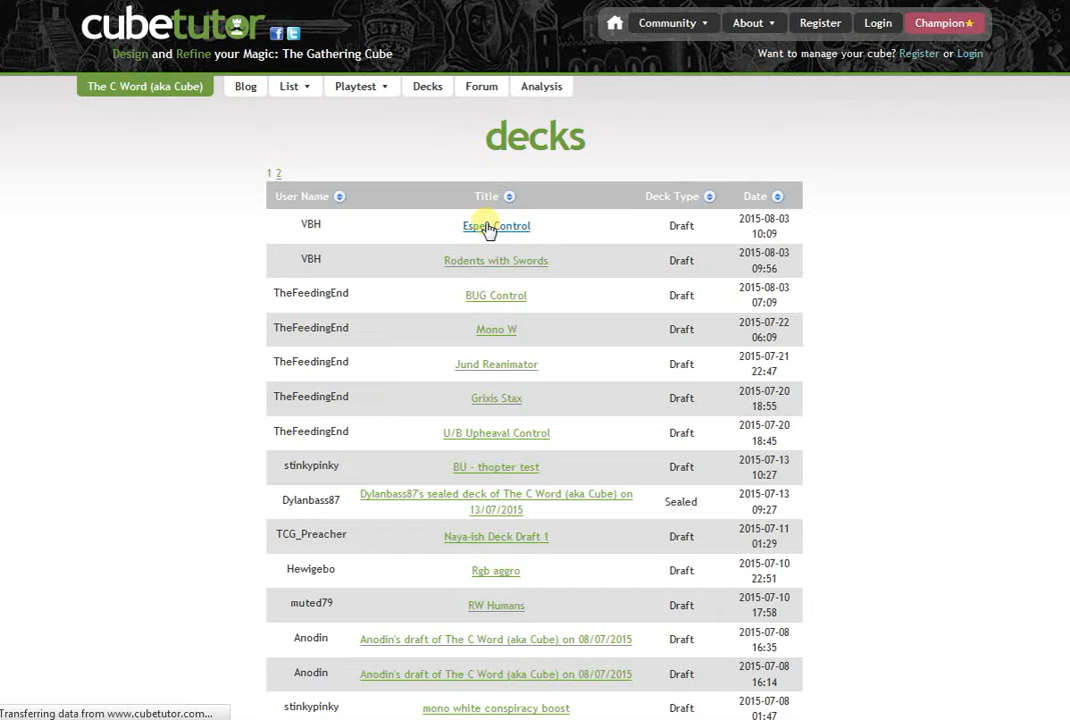 cubetutor
Design and Refine your Magic: The Gathering Cube
Community About Register Login Champion
Want to manage your cube? Register or Login
The C Word (aka Cube) Blog List Playtest Decks Forum Analysis
decks
1 2
User Name Title Deck Type Date
VBH Esper Control Draft 2015-08-03
10:09
VBH Rodents with Swords Draft 2015-08-03
09:56
TheFeedingEnd BUG Control Draft 2015-08-03
07:09
TheFeedingEnd Mono W Draft 2015-07-22
06:09
TheFeedingEnd Jund Reanimator Draft 2015-07-21
22:47
TheFeedingEnd Grixis Stax Draft 2015-07-20
18:55
TheFeedingEnd U/B Upheaval Control Draft 2015-07-20
18:45
stinkypinky BU - thopter test Draft 2015-07-13
10:27
Dylanbass87 Dylanbass87's sealed deck of The C Word (aka Cube) on
13/07/2015 Sealed 2015-07-13
09:27
TCG_Preacher Naya-ish Deck Draft 1 Draft 2015-07-11
01:29
Hewigebo Rgb aggro Draft 2015-07-10
22:51
muted79 RW Humans Draft 2015-07-10
17:58
Anodin Anodin's draft of The C Word (aka Cube) on 08/07/2015 Draft 2015-07-08
16:35
Anodin Anodin's draft of The C Word (aka Cube) on 08/07/2015 Draft 2015-07-08
16:14
stinkypinky mono white conspiracy boost Draft 2015-07-08
01:47
Transferring data from www.cubetutor.com...